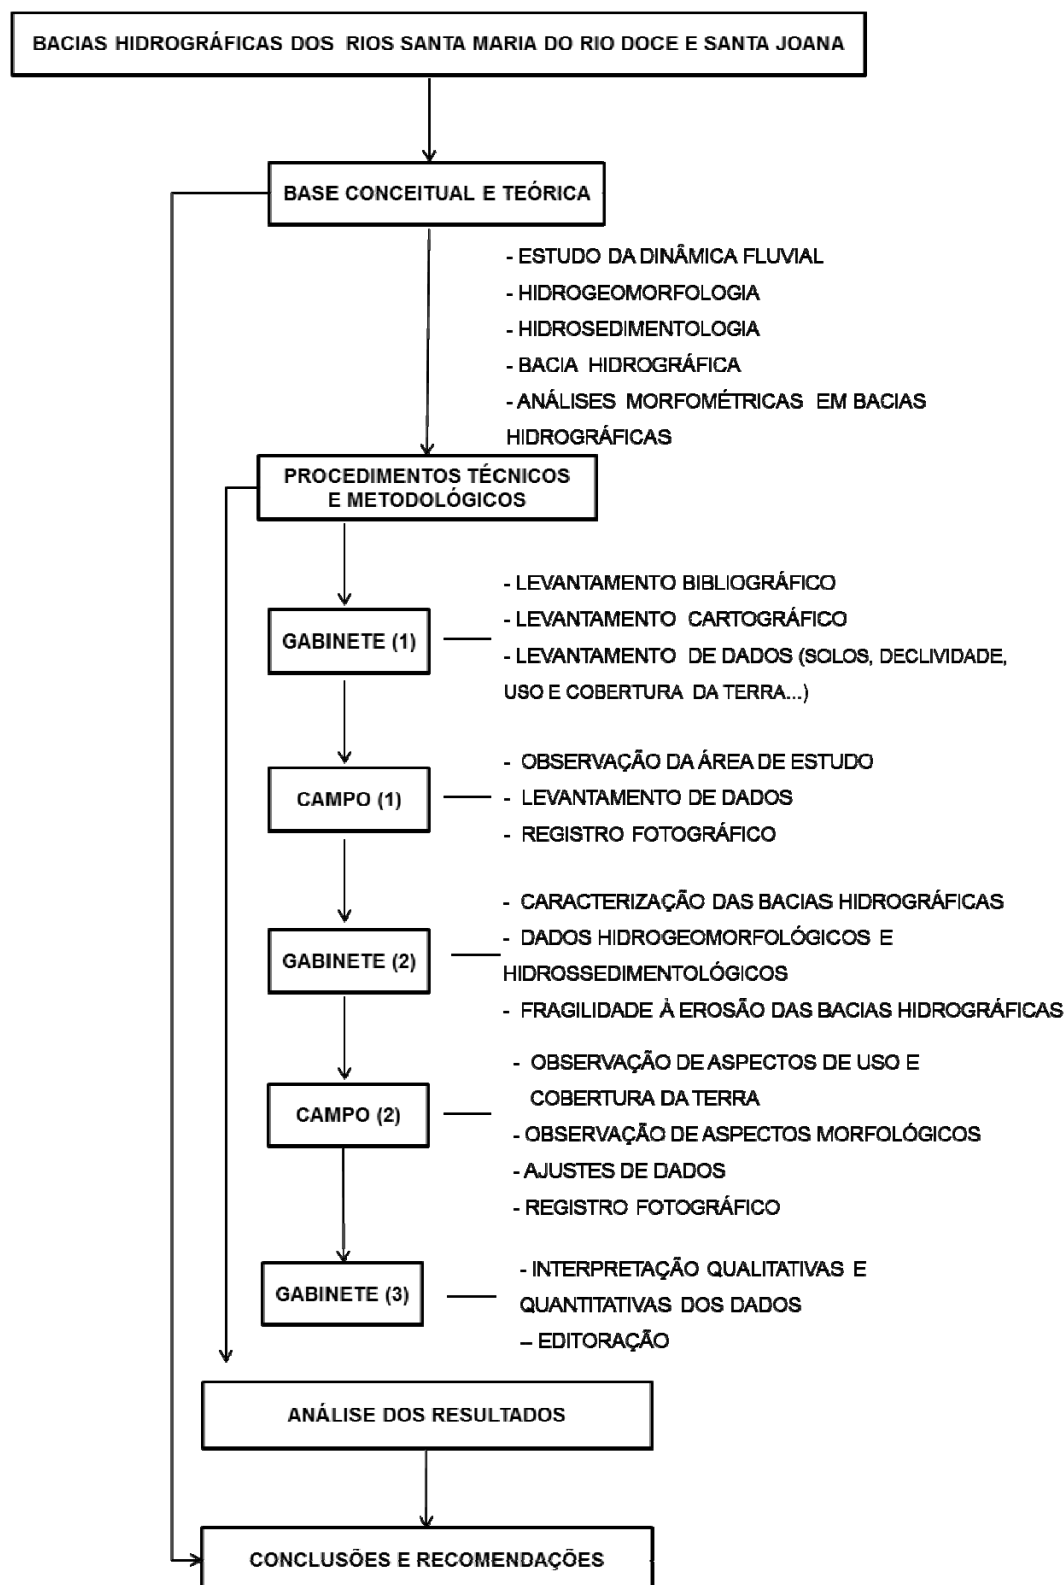 BACIAS HIDROGRÁFICAS DOS RIOS SANTA MARIA DO RIO DOCE E SANTA JOANA
BASE CONCEITUAL E TEÓRICA
- ESTUDO DA DINÂMICA FLUVIAL
- HIDROGEOMORFOLOGIA
- HIDROSEDIMENTOLOGIA
- BACIA HIDROGRÁFICA
- ANÁLISES MORFOMÉTRICAS EM BACIAS
HIDROGRÁFICAS
PROCEDIMENTOS TÉCNICOS
E METODOLÓGICOS
GABINETE (1)
- LEVANTAMENTO BIBLIOGRÁFICO
- LEVANTAMENTO CARTOGRÁFICO
- LEVANTAMENTO DE DADOS (SOLOS, DECLIVIDADE,
USO E COBERTURA DA TERRA...)
CAMPO (1)
- OBSERVAÇÃO DA ÁREA DE ESTUDO
- LEVANTAMENTO DE DADOS
- REGISTRO FOTOGRÁFICO
GABINETE (2)
- CARACTERIZAÇÃO DAS BACIAS HIDROGRÁFICAS
- DADOS HIDROGEOMORFOLÓGICOS E
HIDROSSEDIMENTOLÓGICOS
- FRAGILIDADE À EROSÃO DAS BACIAS HIDROGRÁFICAS
CAMPO (2)
- OBSERVAÇÃO DE ASPECTOS DE USO E
COBERTURA DA TERRA
- OBSERVAÇÃO DE ASPECTOS MORFOLÓGICOS
- AJUSTES DE DADOS
- REGISTRO FOTOGRÁFICO
GABINETE (3)
- INTERPRETAÇÃO QUALITATIVAS E
QUANTITATIVAS DOS DADOS
– EDITORAÇÃO
ANÁLISE DOS RESULTADOS
CONCLUSÕES E RECOMENDAÇÕES